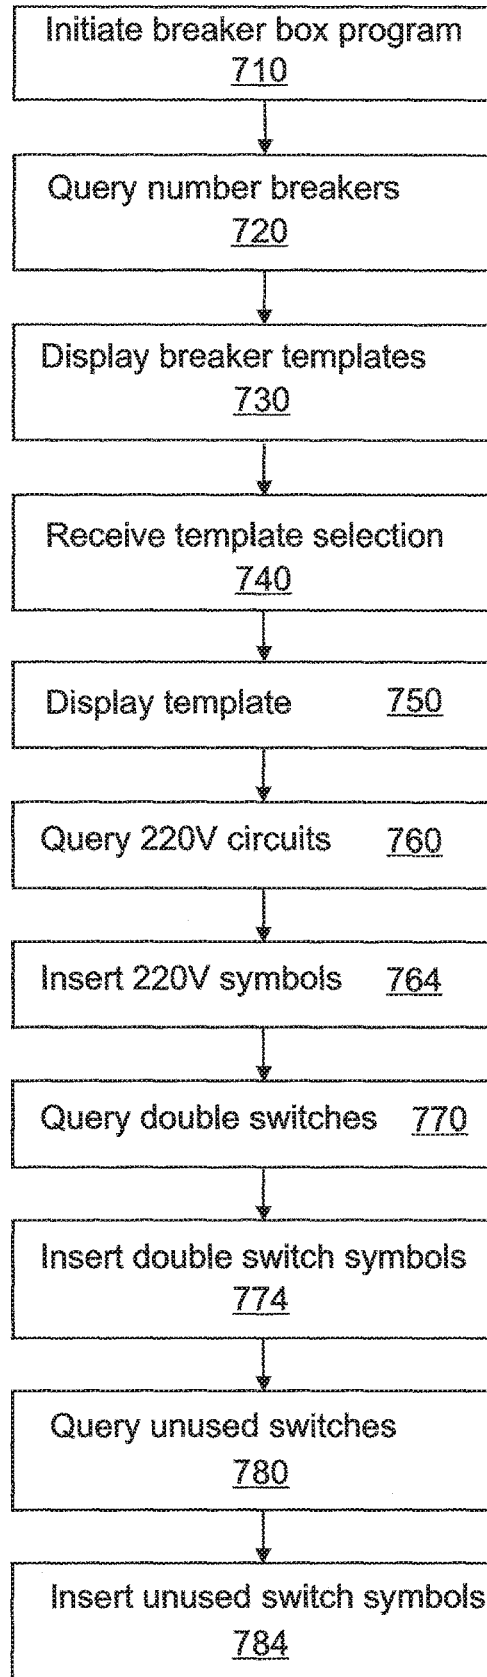 Initiate breaker box program
710
Query number breakers
720
Display breaker templates
730
Receive template selection
740
Display template 750
Query 220V circuits 760
Insert 220V symbols 764
Query double switches 770
Insert double switch symbols
774
Query unused switches
780
Insert unused switch symbols
784